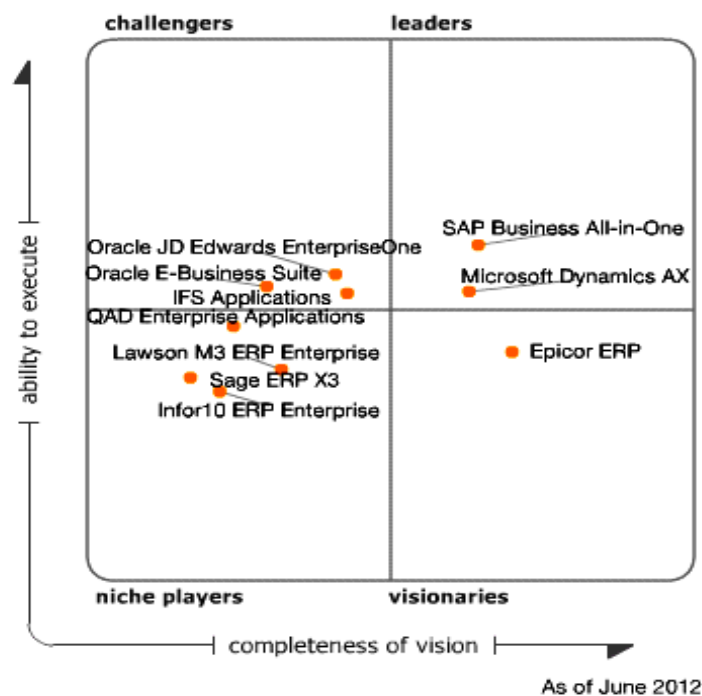 challengers
leaders
ability to execute
SAP Business All-in-One
Oracle JD Edwards EnterpriseOne
Oracle E-Business Suite
Microsoft Dynamics AX
IFS Applications
QAD Enterprise Applications
Lawson M3 ERP Enterprise
Epicor ERP
Sage ERP X3
Infor10 ERP Enterprise
niche players
visionaries
completeness of vision
As of June 2012